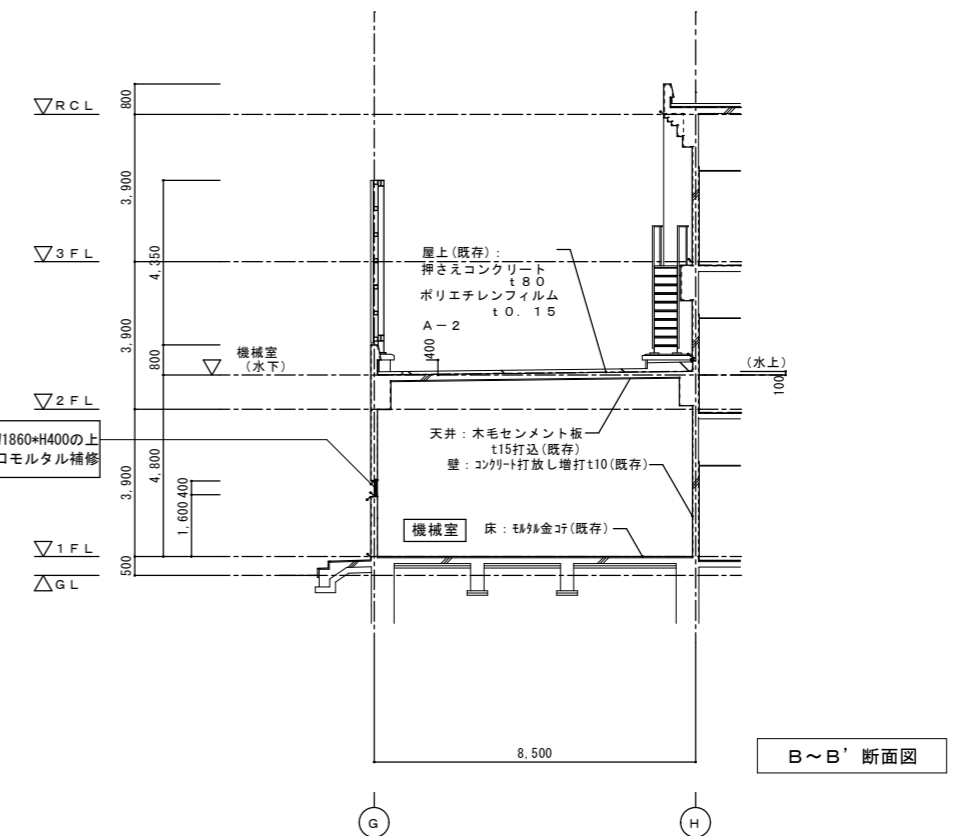 800
▽RCL
3,900
▽3FL
4,350
屋上(既存):
押さえコンクリート
t80
ポリエチレンフィルム
t0.15
A-2
3,900
800
機械室
(水下)
▽
400
(水上)
100
▽2FL
1860*H400の上
コモルタル補修
天井:木毛センメント板
t15打込(既存)
壁:コンクリート打放し増打t10(既存)
3,900
4,800
400
1,600
機械室
床:モルタル金コテ(既存)
▽1FL
500
△GL
8,500
B~B’断面図
G
H